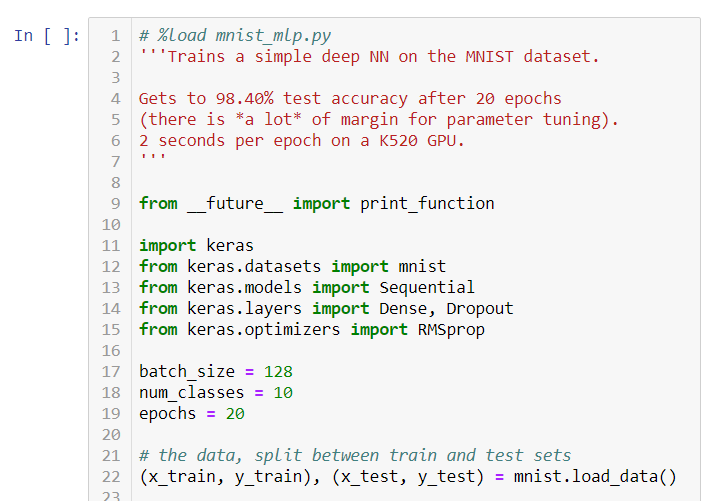 In [ ]:
1 # %load mnist_mlp.py
2 '''Trains a simple deep NN on the MNIST dataset.
3
4 Gets to 98.40% test accuracy after 20 epochs
5 (there is *a lot* of margin for parameter tuning).
6 2 seconds per epoch on a K520 GPU.
7 '''
8
9 from __future__ import print_function
10
11 import keras
12 from keras.datasets import mnist
13 from keras.models import Sequential
14 from keras.layers import Dense, Dropout
15 from keras.optimizers import RMSprop
16
17 batch_size = 128
18 num_classes = 10
19 epochs = 20
20
21 # the data, split between train and test sets
22 (x_train, y_train), (x_test, y_test) = mnist.load_data()
23